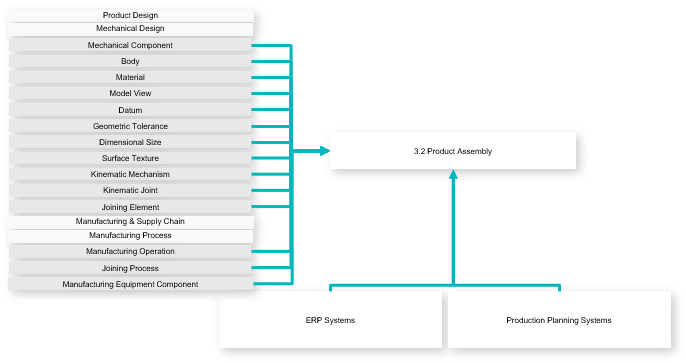 Product Design
Mechanical Design
Mechanical Component
Body
Material
Model View
Datum
Geometric Tolerance
Dimensional Size
Surface Texture
Kinematic Mechanism
Kinematic Joint
Joining Element
Manufacturing & Supply Chain
Manufacturing Process
Manufacturing Operation
Joining Process
Manufacturing Equipment Component
3.2 Product Assembly
ERP Systems
Production Planning Systems